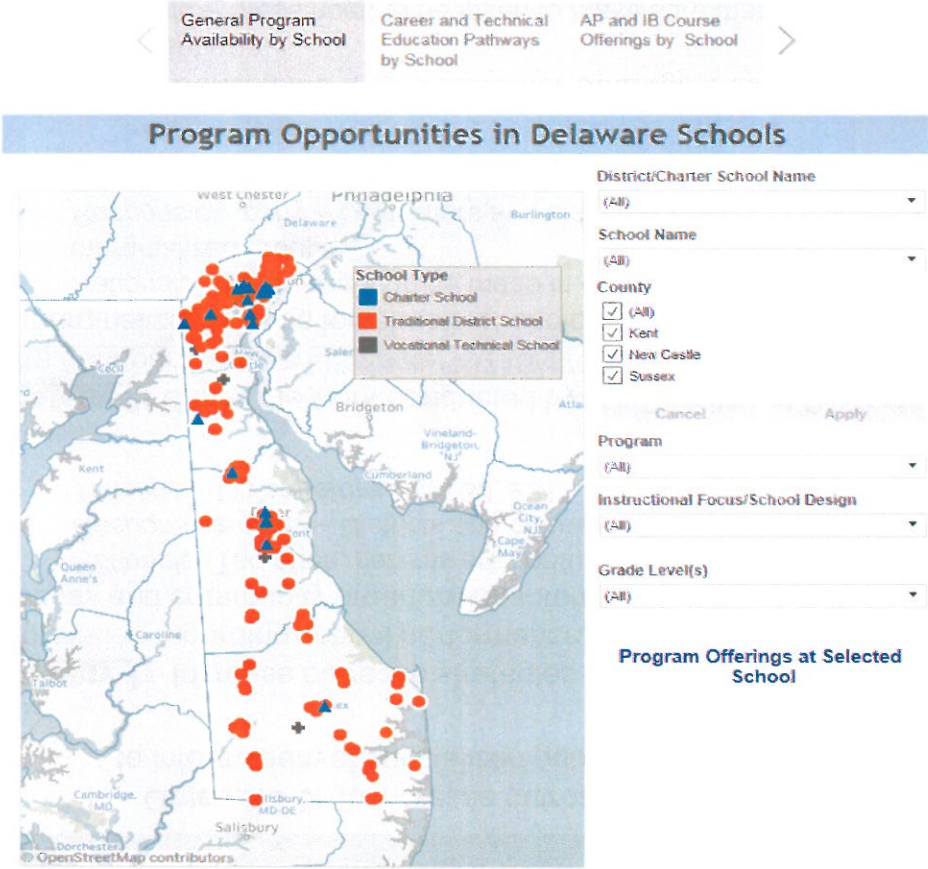 General Program
Availability by School
Career and Technical
Education Pathways
by School
AP and IB Course
Offerings by School
Program Opportunities in Delaware Schools
District/Charter School Name
(All)
School Name
(All)
County
(All)
Kent
New Castle
Sussex
Cancel
Apply
Program
(All)
Instructional Focus/School Design
(All)
Grade Level(s)
(All)
Program Offerings at Selected
School
West Chester
Philadelphia
Burlington
Delaware
School Type
Charter School
Traditional District School
Vocational Technical School
Cecil
Bridgeton
Vineland-
Bridgeton,
NJ
Kent
Cumberland
Ocean
City,
NJ
Cape
May
Queen
Anne's
Caroline
Talbot
Cambridge,
MD
MD-DE
Salisbury
Dorchester
© OpenStreetMap contributors